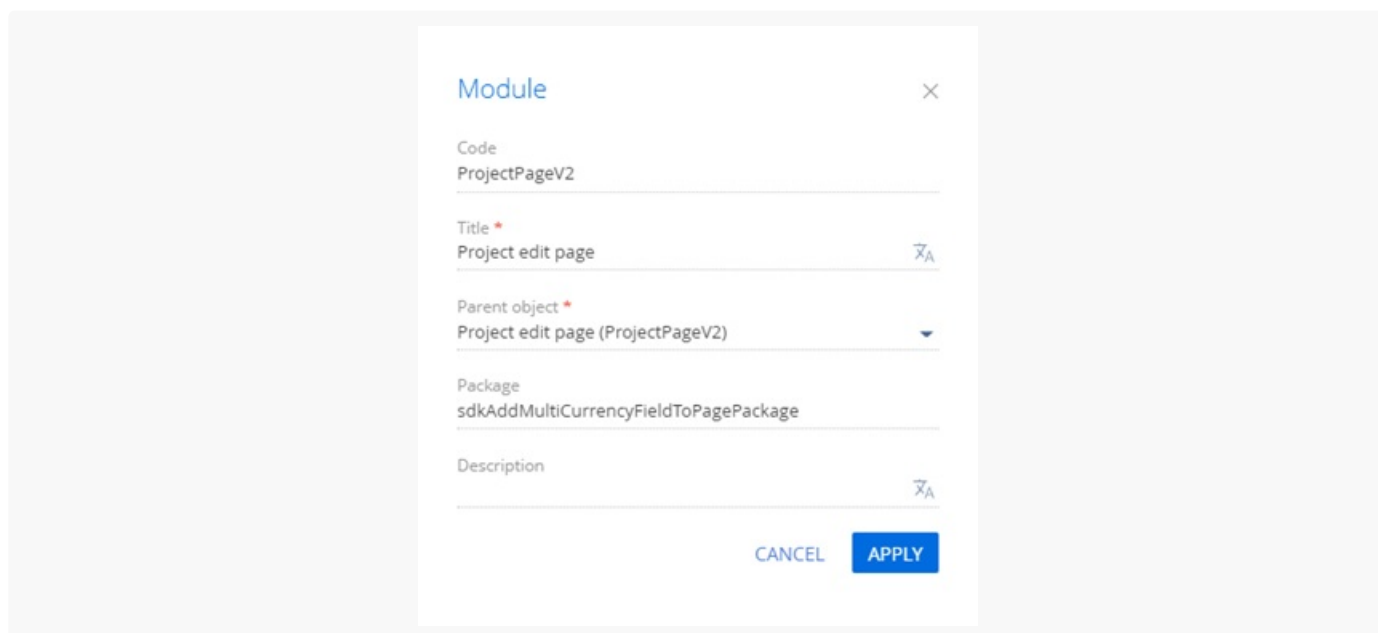 Module
Code
ProjectPageV2
Title *
Project edit page
Parent object *
Project edit page (ProjectPageV2)
Package
sdkAddMultiCurrencyFieldToPagePackage
Description
CANCEL APPLY